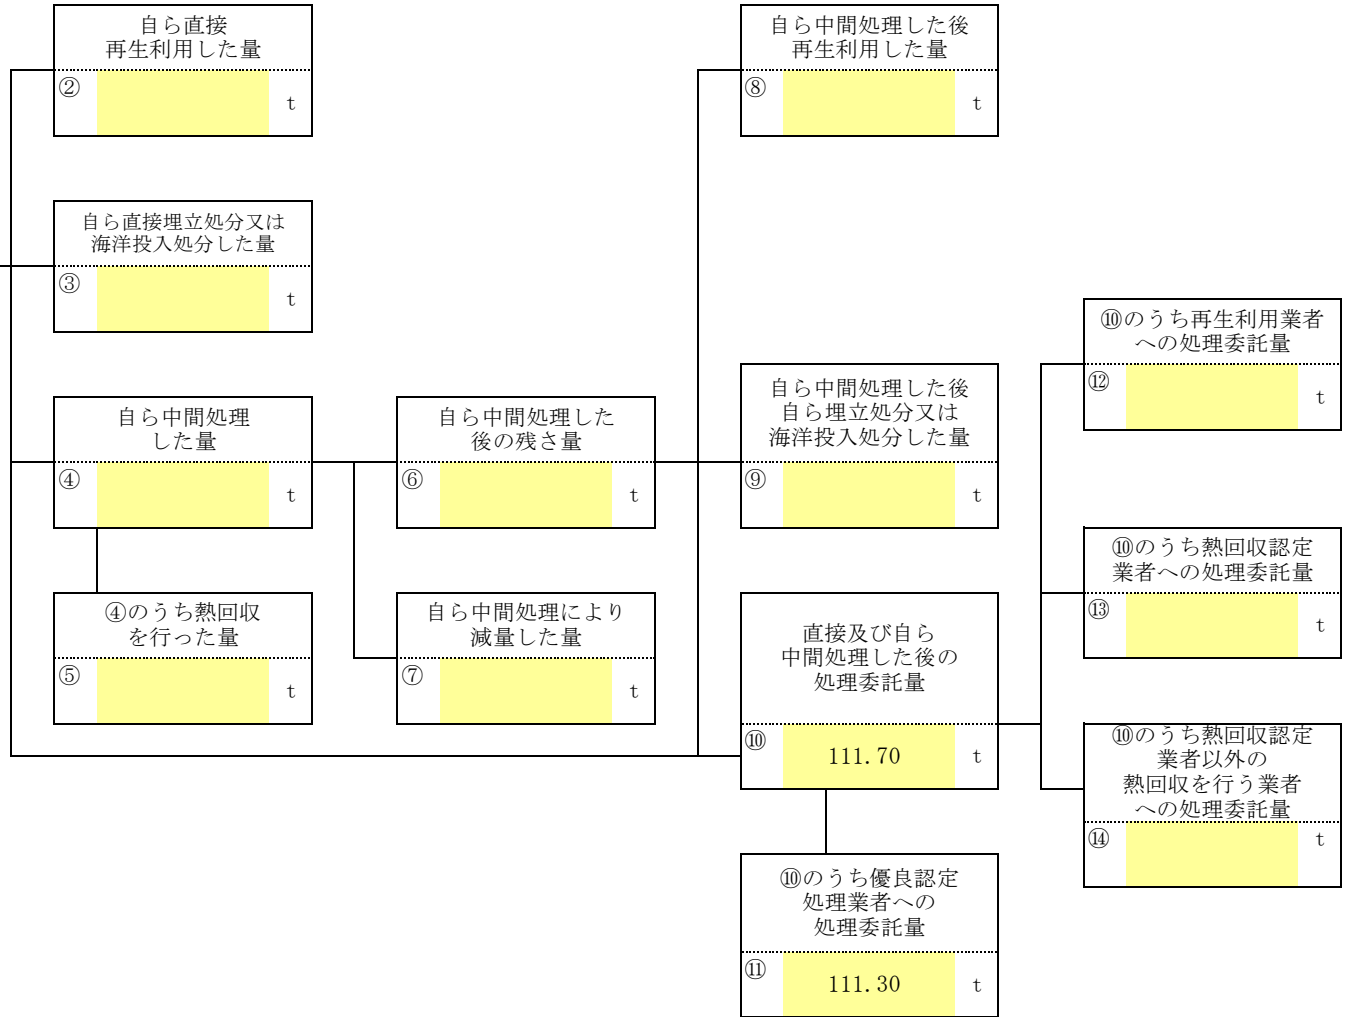 自ら直接
再生利用した量
②
t
自ら中間処理した後
再生利用した量
⑧
t
自ら直接埋立処分又は
海洋投入処分した量
③
t
⑩のうち再生利用業者
への処理委託量
⑫
t
自ら中間処理
した量
④
t
自ら中間処理した
後の残さ量
⑥
t
自ら中間処理した後
自ら埋立処分又は
海洋投入処分した量
⑨
t
⑩のうち熱回収認定
業者への処理委託量
⑬
t
④のうち熱回収
を行った量
⑤
t
自ら中間処理により
減量した量
⑦
t
直接及び自ら
中間処理した後の
処理委託量
⑩
111.70
t
⑩のうち熱回収認定
業者以外の
熱回収を行う業者
への処理委託量
⑭
t
⑩のうち優良認定
処理業者への
処理委託量
⑪
111.30
t